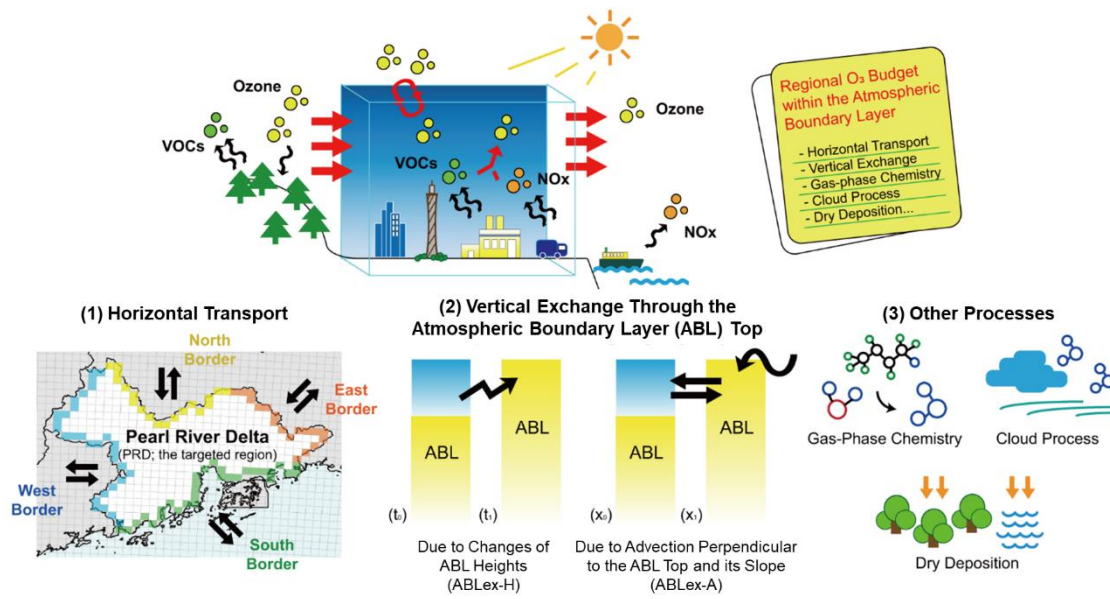 Ozone
VOCs
VOCs
NOx
Ozone
NOx
Regional O₃ Budget
within the Atmospheric
Boundary Layer
- Horizontal Transport
- Vertical Exchange
- Gas-phase Chemistry
- Cloud Process
- Dry Deposition...
(1) Horizontal Transport
North
Border
East
Border
Pearl River Delta
(PRD; the targeted region)
West
Border
South
Border
(2) Vertical Exchange Through the
Atmospheric Boundary Layer (ABL) Top
ABL
ABL
(t₀)
(t₁)
Due to Changes of
ABL Heights
(ABLex-H)
ABL
ABL
(x₀)
(x₁)
Due to Advection Perpendicular
to the ABL Top and its Slope
(ABLex-A)
(3) Other Processes
Gas-Phase Chemistry
Cloud Process
Dry Deposition